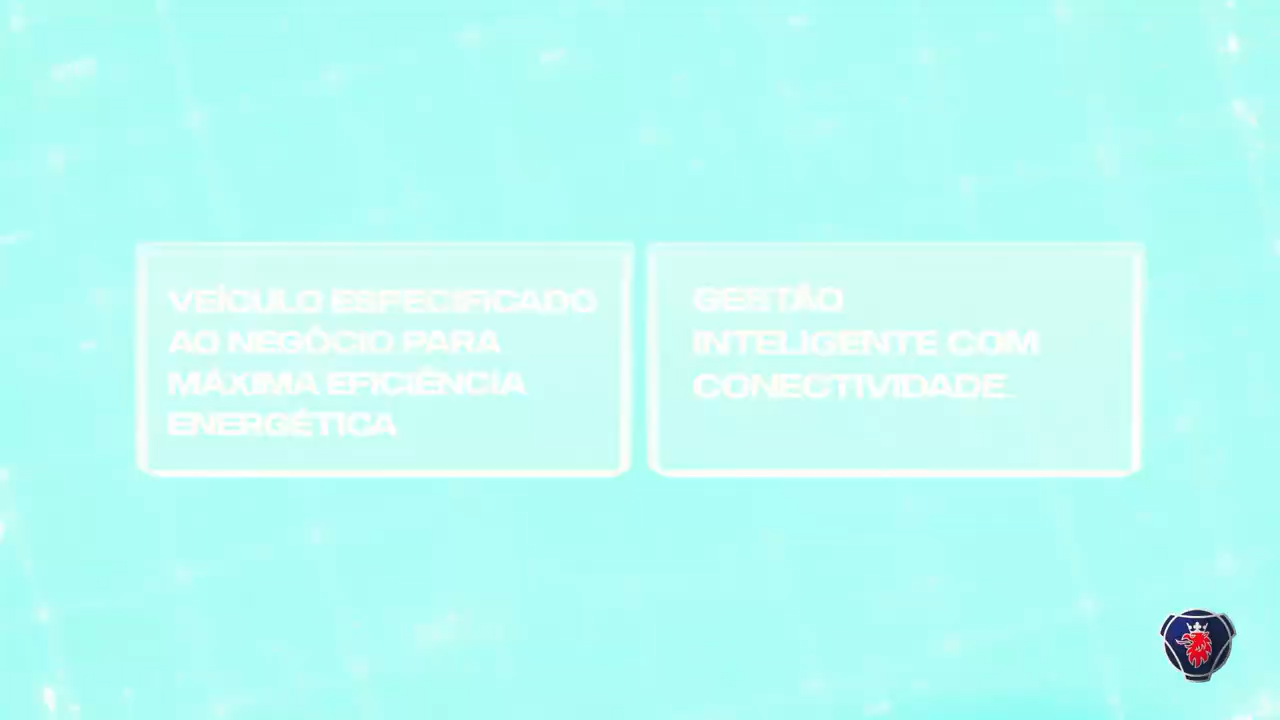 VEÍCULO ESPECIFICADO
AO NEGÓCIO PARA
MÁXIMA EFICIÊNCIA
ENERGÉTICA
GESTÃO
INTELIGENTE COM
CONECTIVIDADE.